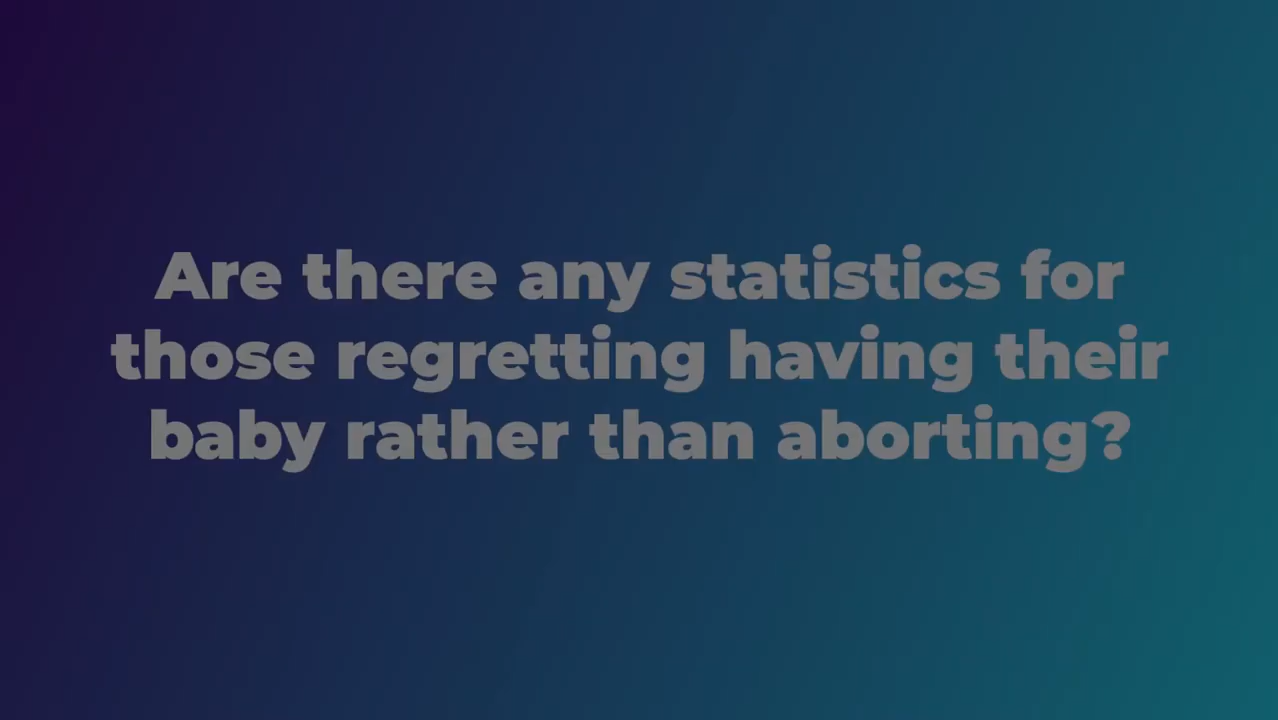 Are there any statistics for
those regretting having their
baby rather than aborting?